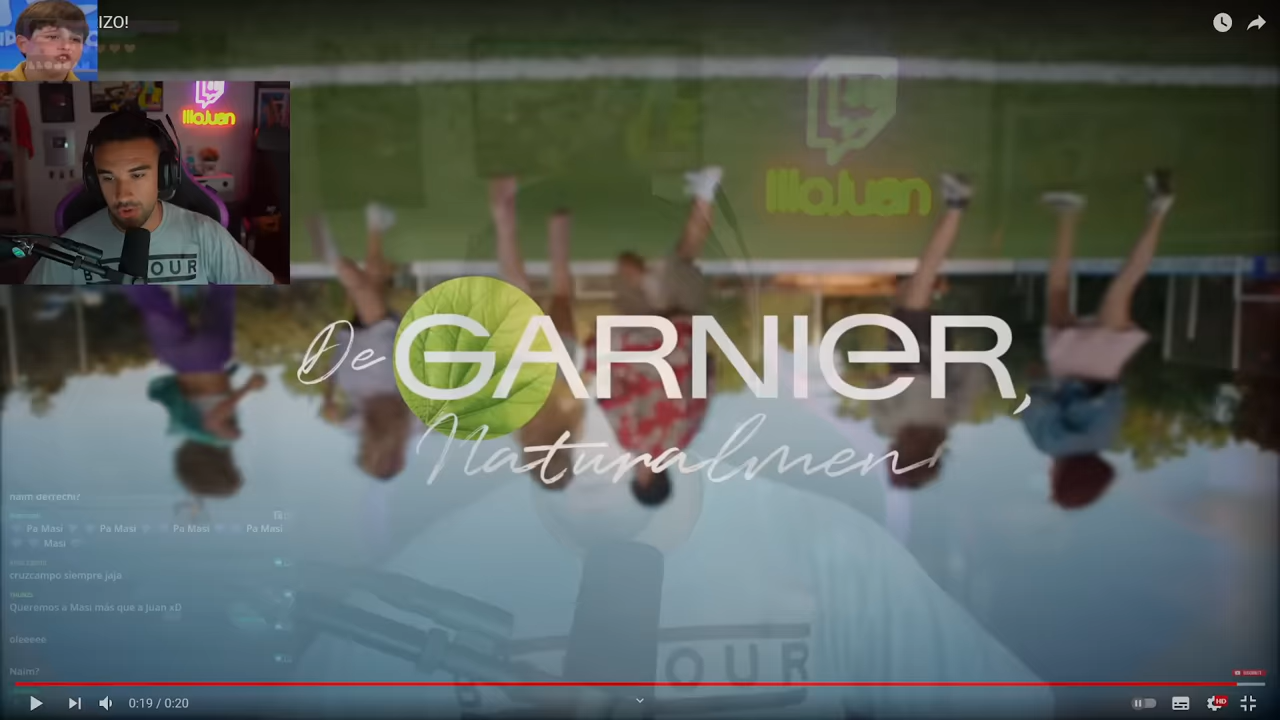 IZO!
IlloJuan
IlloJuan
OUR
De GARNIER,
Naturalmen
naim derrechi?
Pa Masi Pa Masi Pa Masi Pa Masi
Masi
cruzcampo siempre jaja
Queremos a Masi más que a Juan xD
oleeeee
Naim?
OUR
0:19 / 0:20
HD